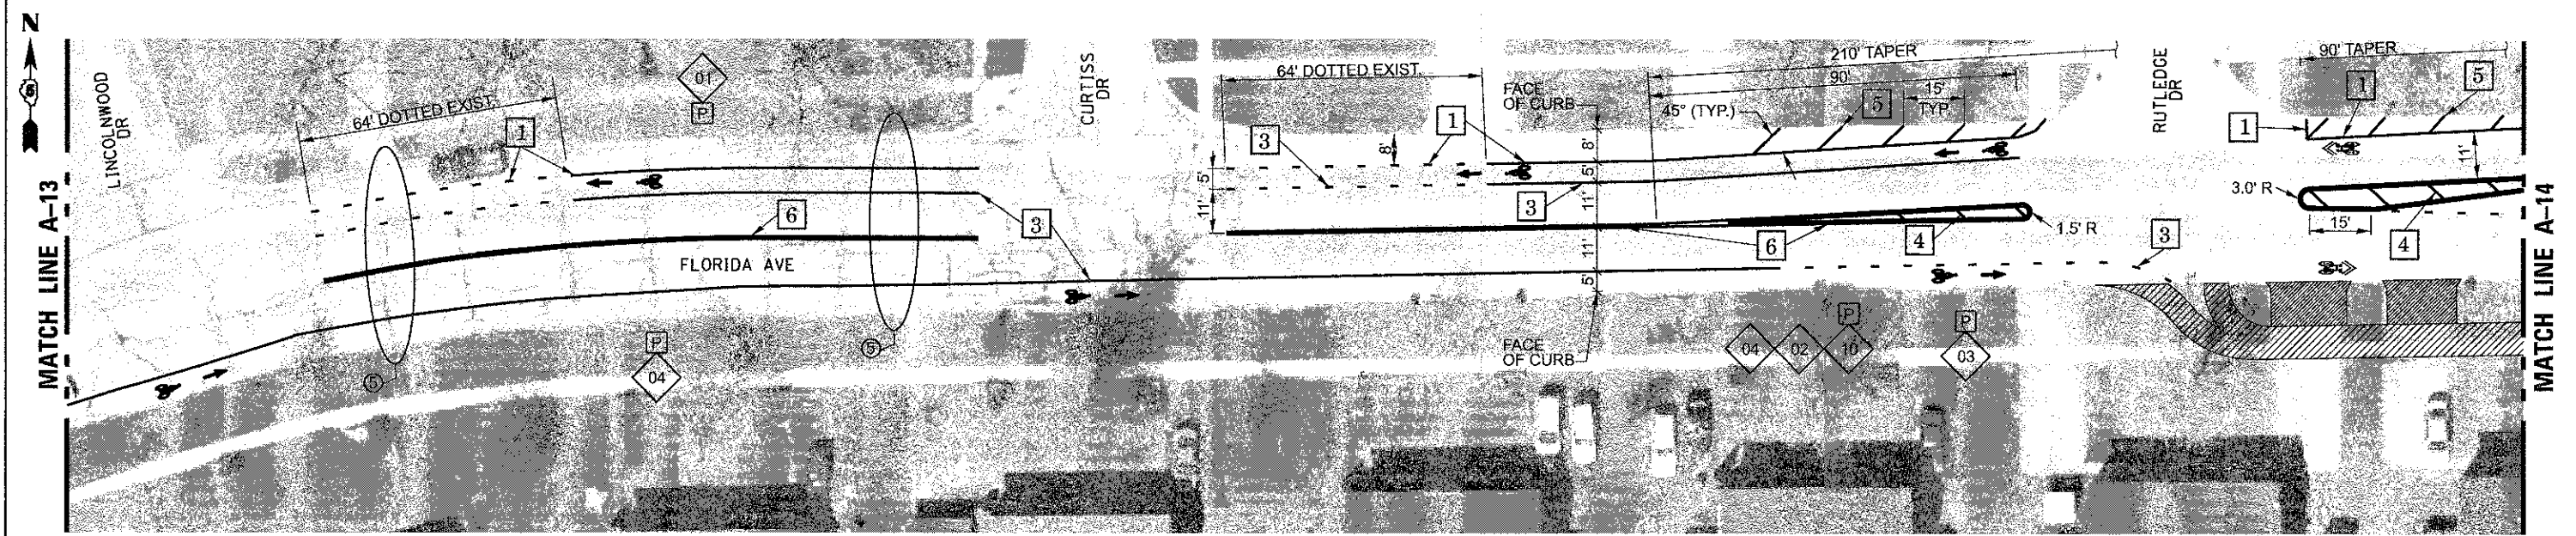 N
MATCH LINE A-13
LINCOLNWOOD
DR
64' DOTTED EXIST.
1
01
P
6
FLORIDA AVE
3
5
5
P
04
CURTISS
DR
64' DOTTED EXIST.
3
1
8'
5'
11'
FACE
OF CURB
8'
5'
11'
11'
5'
3
FACE
OF CURB
210' TAPER
90'
15'
TYP.
45° (TYP.)
5
6
4
1.5' R
3
P
P
04
02
10
03
RUTLEDGE
DR
90' TAPER
1
5
1
11'
3.0' R
15'
4
MATCH LINE A-14